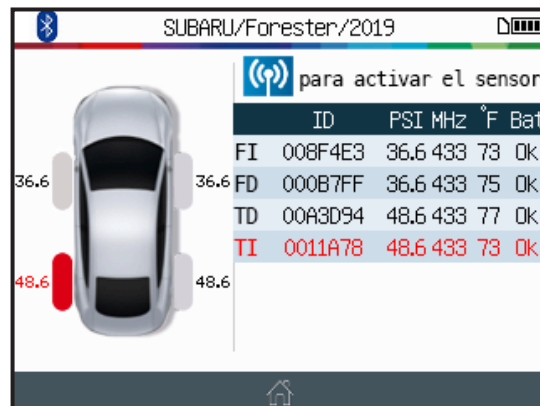 SUBARU/Forester/2019
para activar el sensor
ID PSI MHz °F Bat
FI 008F4E3 36.6 433 73 Ok
FD 000B7FF 36.6 433 75 Ok
TD 00A3D94 48.6 433 77 Ok
TI 0011A78 48.6 433 73 Ok
36.6 36.6
48.6 48.6